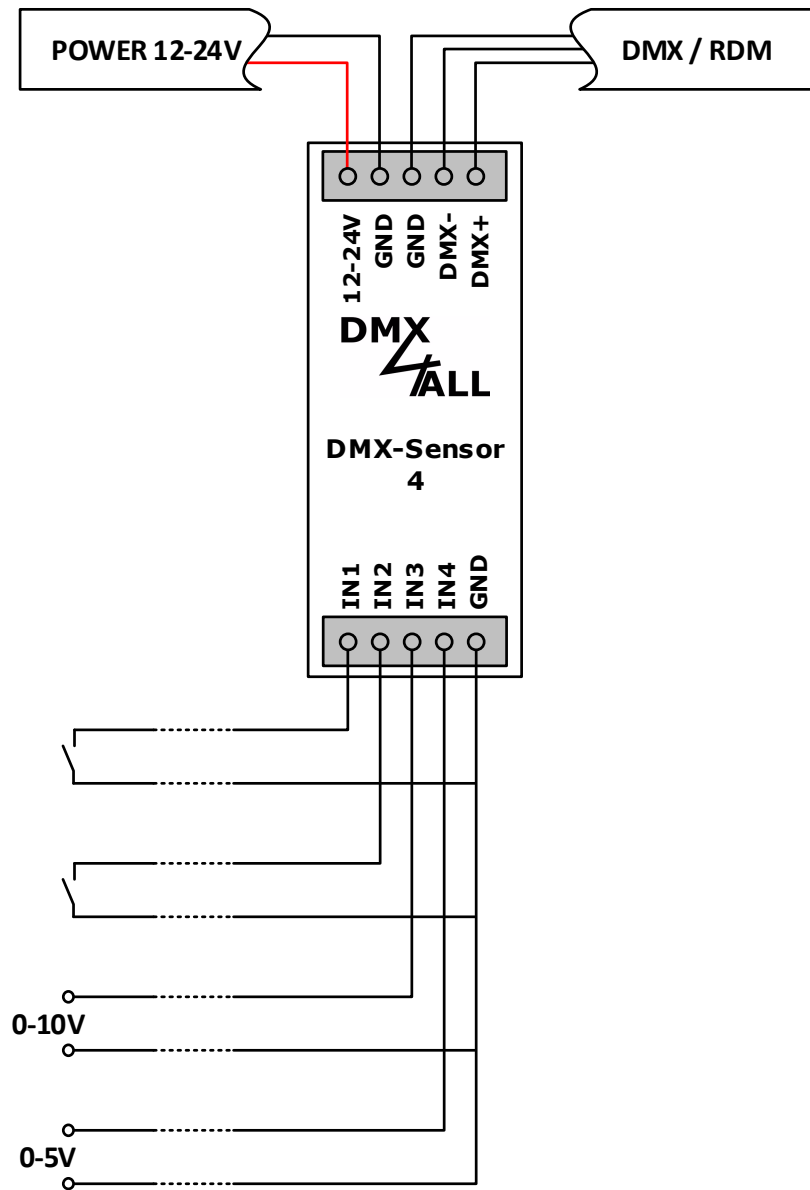 POWER 12-24V
DMX / RDM
12-24V
GND
GND
DMX-
DMX+
DMX
4
ALL
DMX-Sensor
4
IN1
IN2
IN3
IN4
GND
0-10V
0-5V